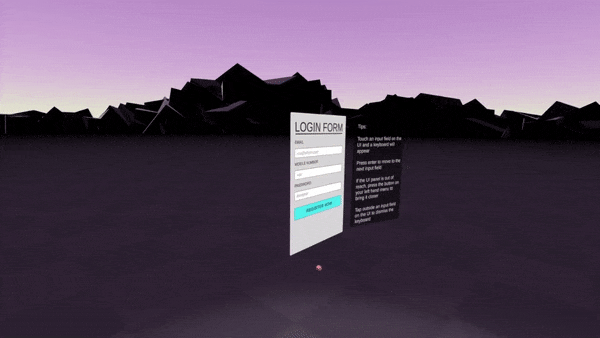 LOGIN FORM
EMAIL
MOBILE NUMBER
PASSWORD
REGISTER NOW
Tips:
Touch an input field on the
UI and a keyboard will
appear
Press enter to move to the
next input field
If the UI panel is out of
reach, press the button on
your left hand menu to
bring it closer
Tap outside an input field
on the UI to dismiss the
keyboard